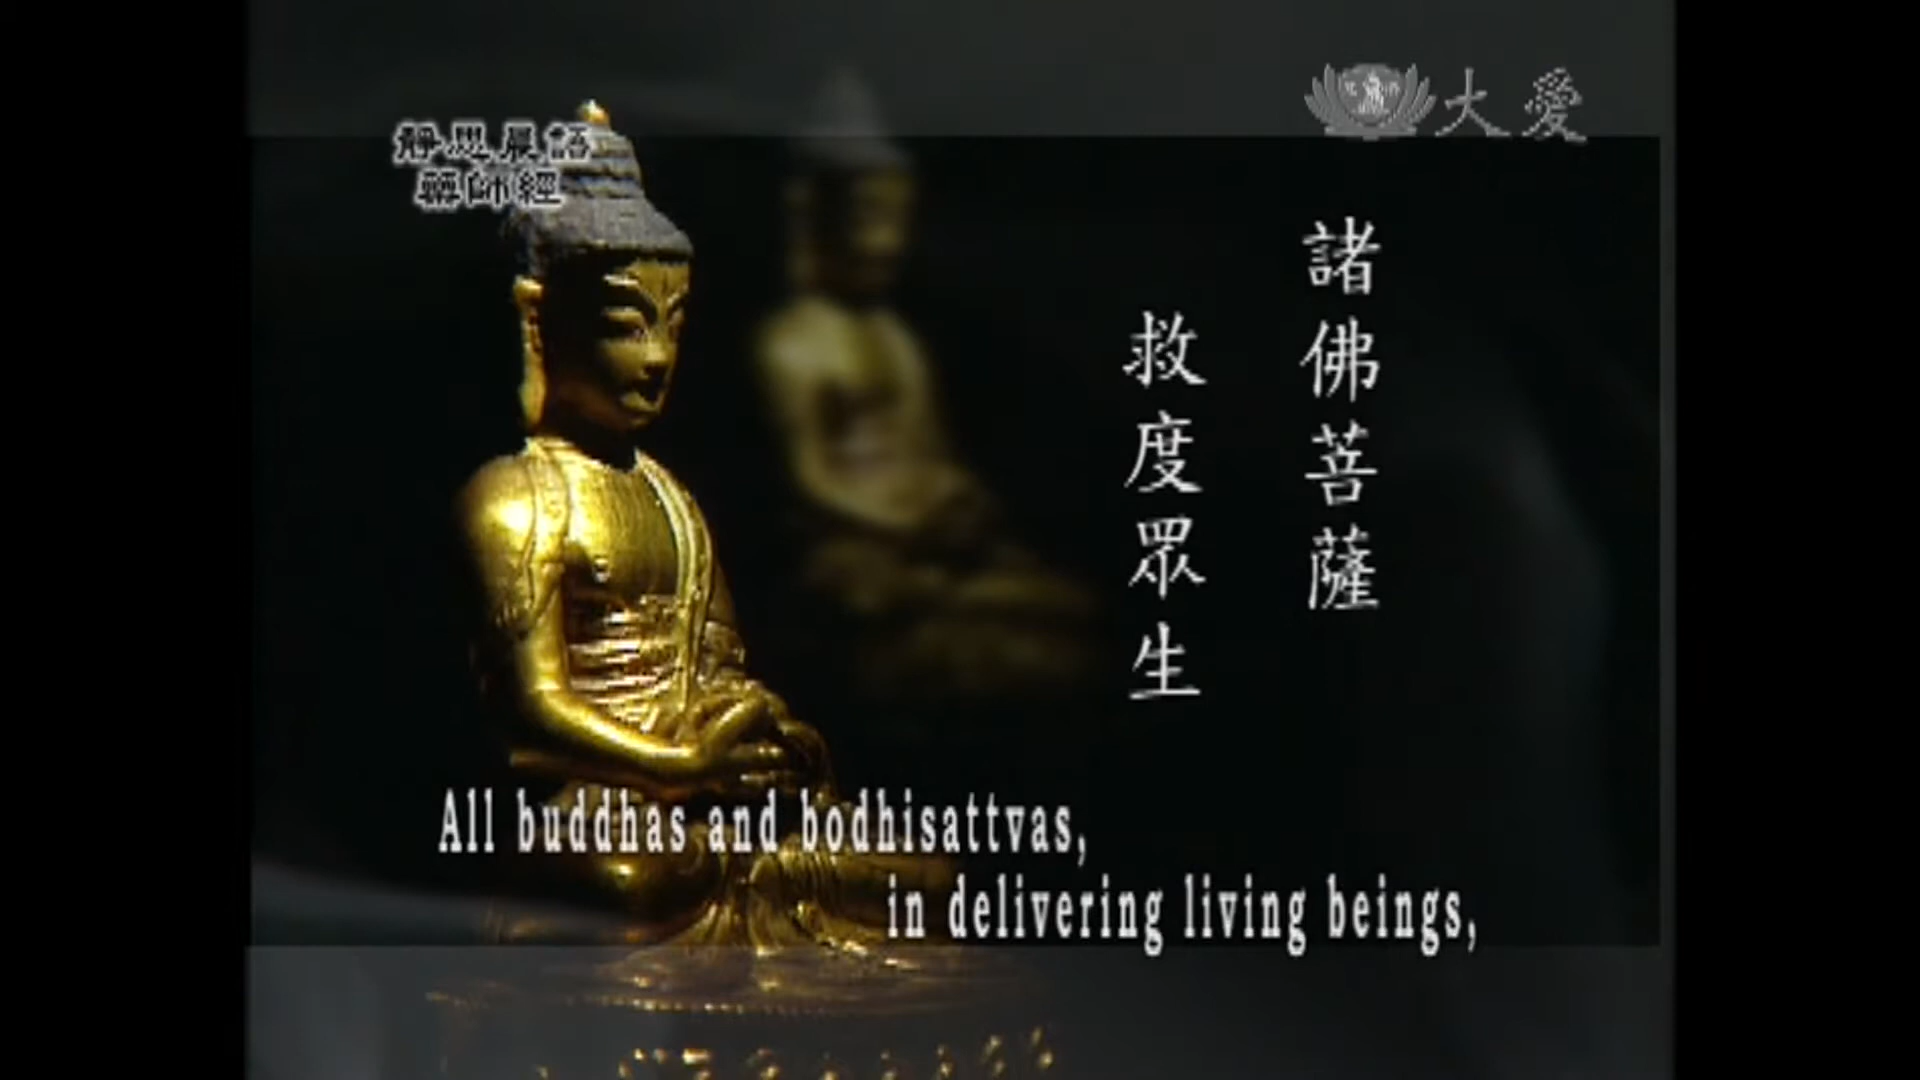 靜思晨語
藥師經
大愛
諸佛菩薩
救度眾生
All buddhas and bodhisattvas,
in delivering living beings,